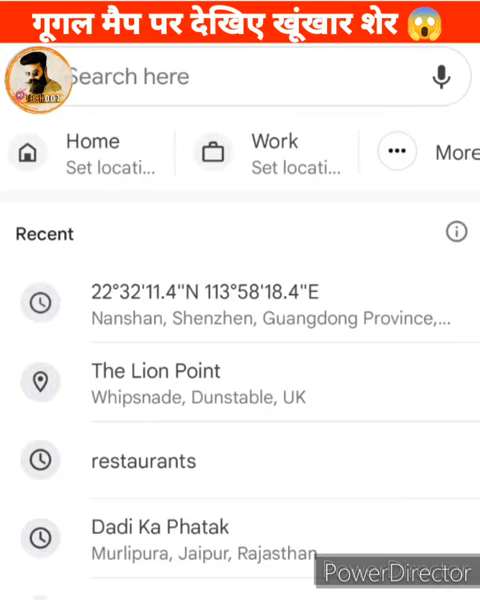 गूगल मैप पर देखिए खूंखार शेर 😱
Search here
Home
Set locati...
Work
Set locati...
More
Recent
22°32'11.4"N 113°58'18.4"E
Nanshan, Shenzhen, Guangdong Province,...
The Lion Point
Whipsnade, Dunstable, UK
restaurants
Dadi Ka Phatak
Murlipura, Jaipur, Rajasthan
PowerDirector